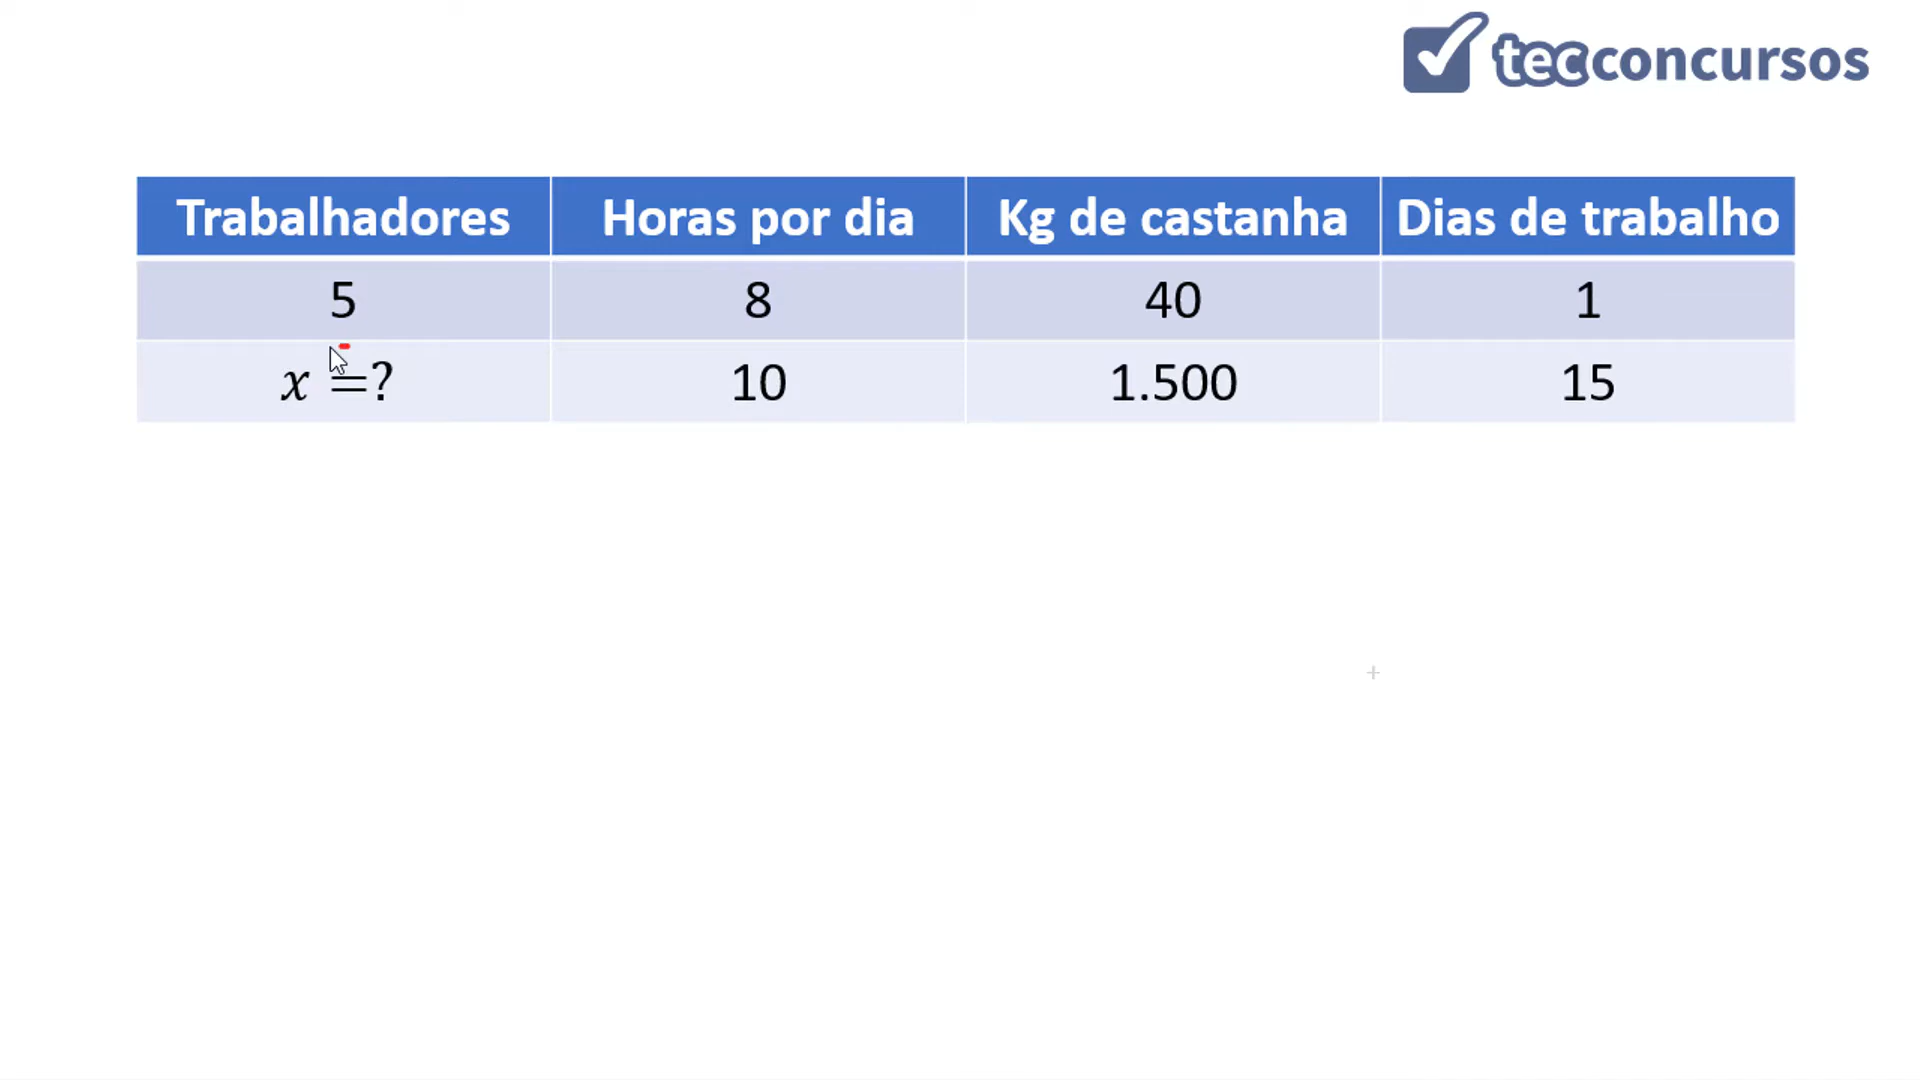 tecconcursos
Trabalhadores Horas por dia Kg de castanha Dias de trabalho
5 8 40 1
x =? 10 1.500 15